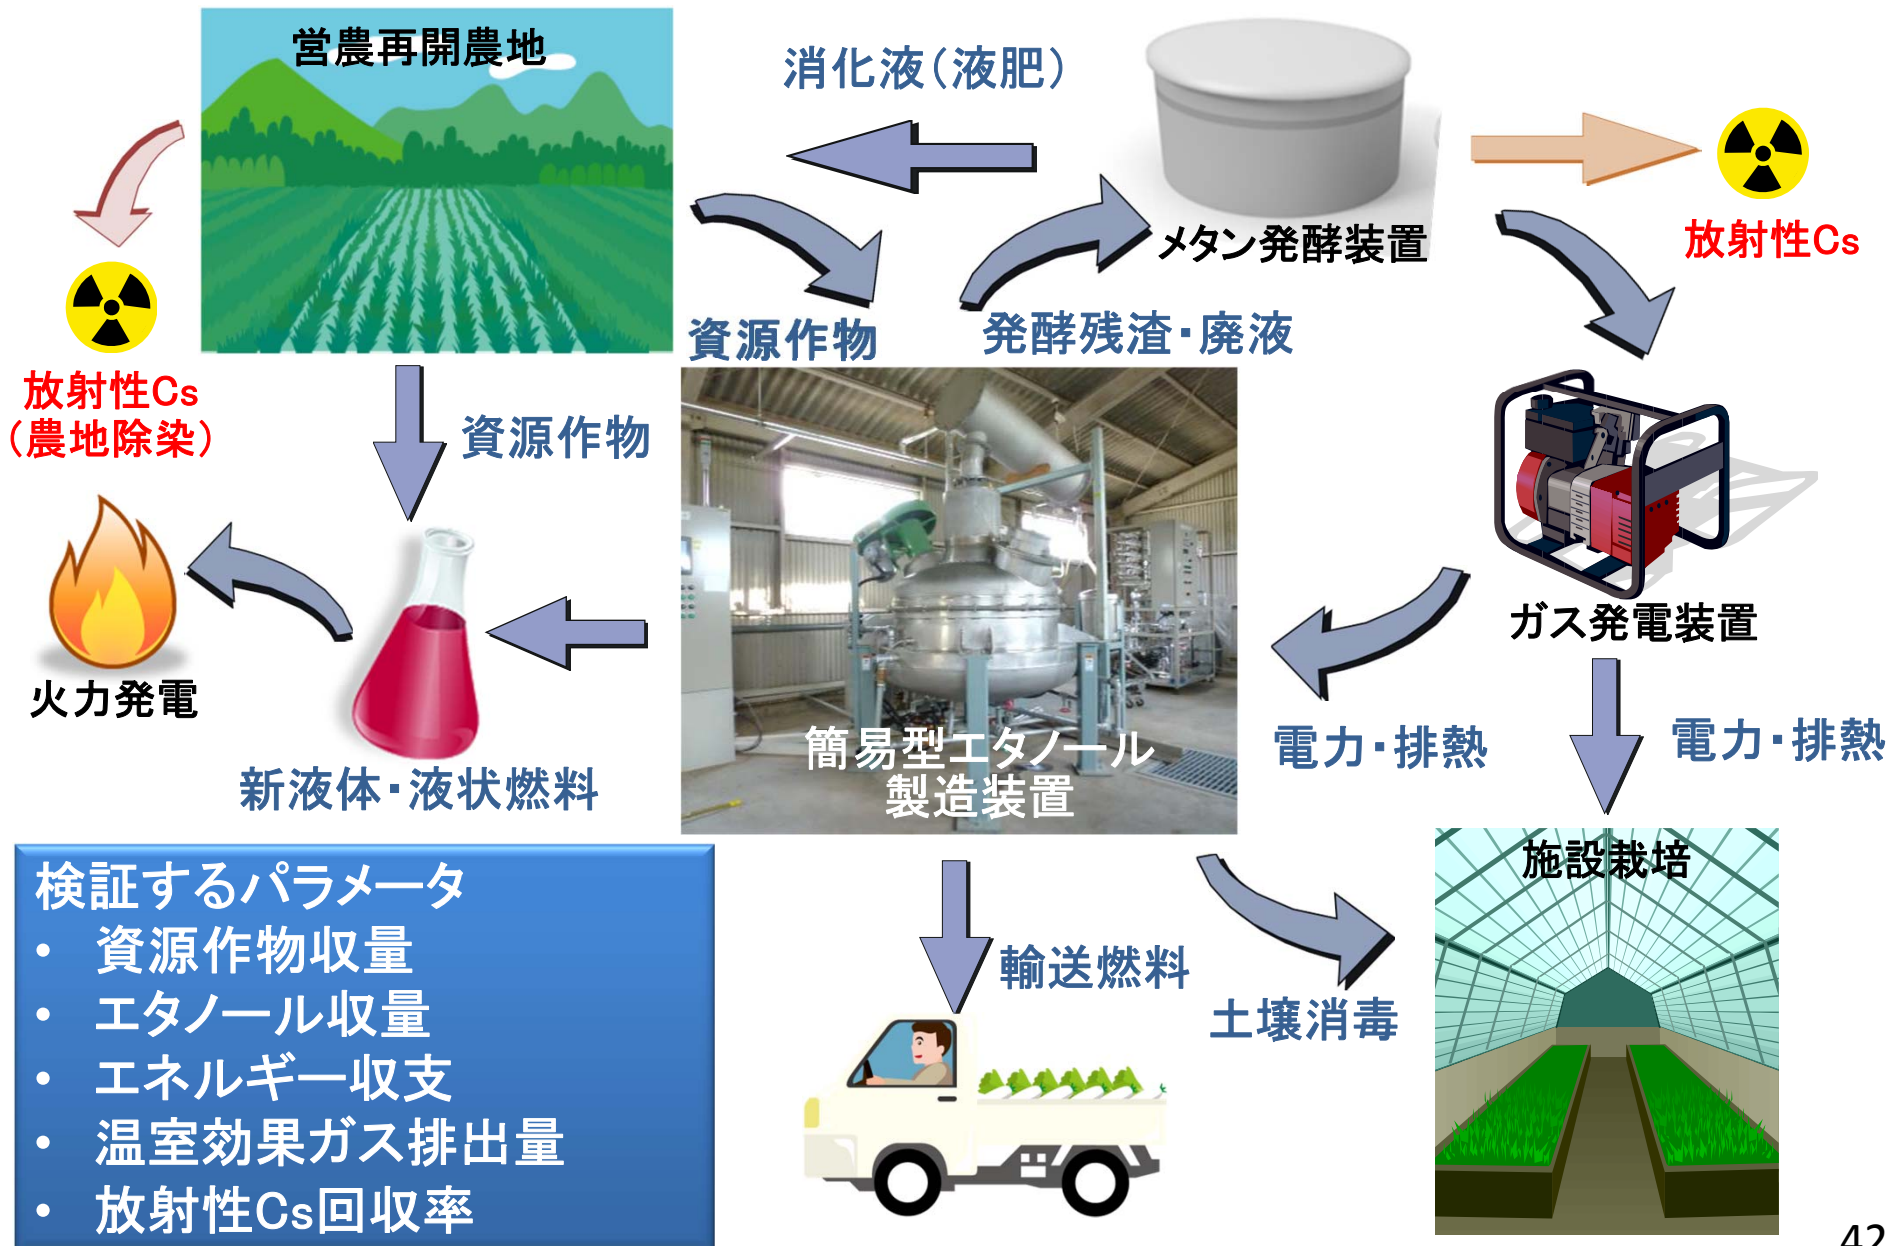 営農再開農地
消化液（液肥）
メタン発酵装置
放射性Cs
資源作物
発酵残渣・廃液
放射性Cs
（農地除染）
資源作物
ガス発電装置
火力発電
簡易型エタノール
製造装置
電力・排熱
電力・排熱
新液体・液状燃料
施設栽培
検証するパラメータ
• 資源作物収量
• エタノール収量
• エネルギー収支
• 温室効果ガス排出量
• 放射性Cs回収率
輸送燃料
土壌消毒
42